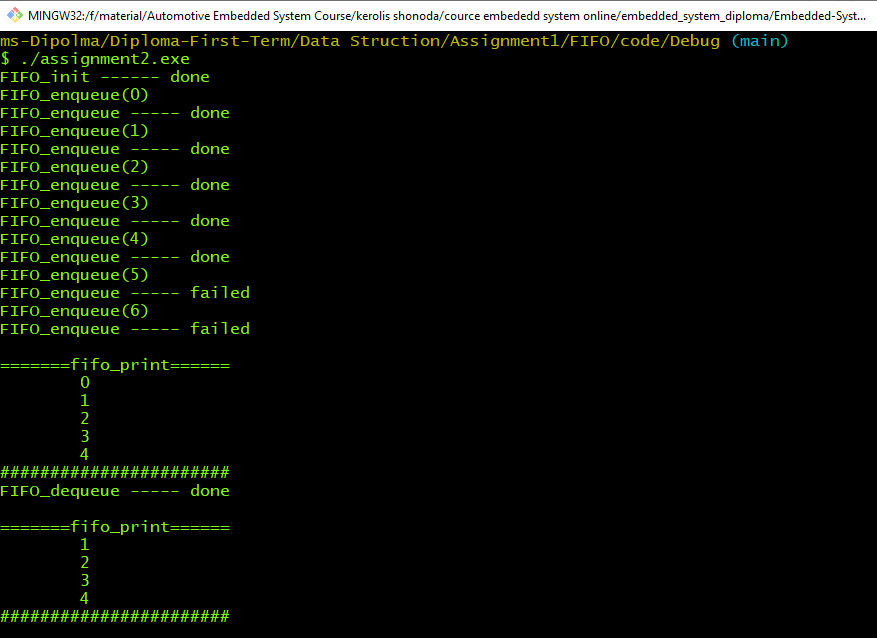 MINGW32:/f/material/Automotive Embedded System Course/kerolis shonoda/cource embededd system online/embedded_system_diploma/Embedded-Syst...
ms-Dipolma/Diploma-First-Term/Data Struction/Assignment1/FIFO/code/Debug (main)
$ ./assignment2.exe
FIFO_init ------ done
FIFO_enqueue(0)
FIFO_enqueue ----- done
FIFO_enqueue(1)
FIFO_enqueue ----- done
FIFO_enqueue(2)
FIFO_enqueue ----- done
FIFO_enqueue(3)
FIFO_enqueue ----- done
FIFO_enqueue(4)
FIFO_enqueue ----- done
FIFO_enqueue(5)
FIFO_enqueue ----- failed
FIFO_enqueue(6)
FIFO_enqueue ----- failed
=======fifo_print======
0
1
2
3
4
#######################
FIFO_dequeue ----- done
=======fifo_print======
1
2
3
4
#######################